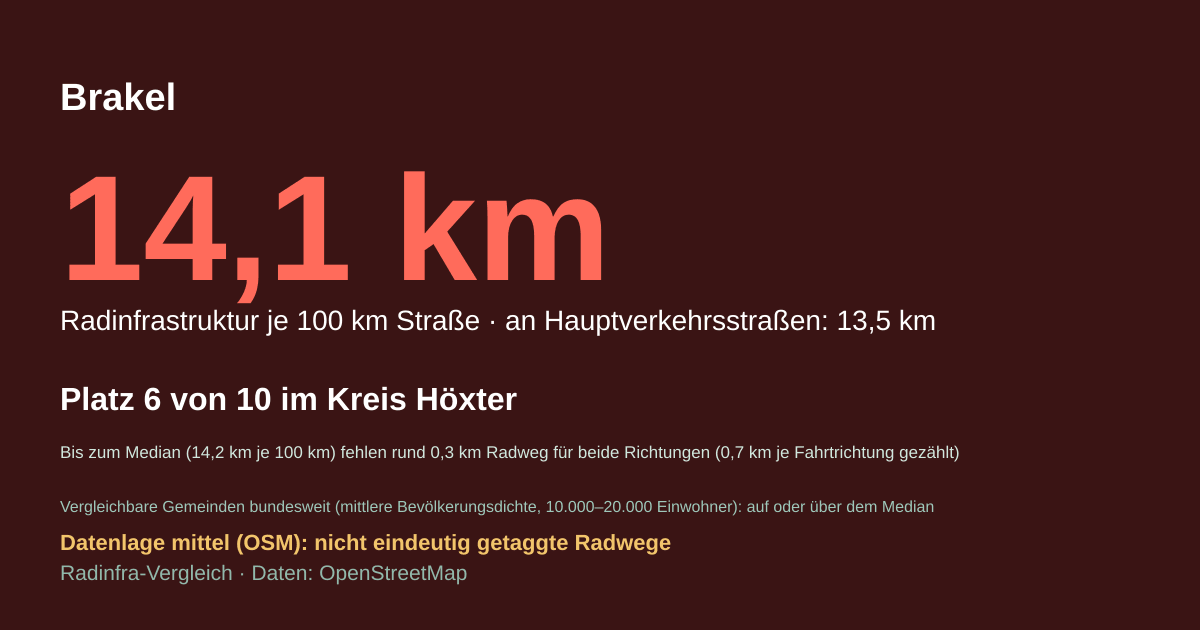 Brakel
14,1 km
Radinfrastruktur je 100 km Straße · an Hauptverkehrsstraßen: 13,5 km
Platz 6 von 10 im Kreis Höxter
Bis zum Median (14,2 km je 100 km) fehlen rund 0,3 km Radweg für beide Richtungen (0,7 km je Fahrtrichtung gezählt)
Vergleichbare Gemeinden bundesweit (mittlere Bevölkerungsdichte, 10.000–20.000 Einwohner): auf oder über dem Median
Datenlage mittel (OSM): nicht eindeutig getaggte Radwege
Radinfra-Vergleich · Daten: OpenStreetMap